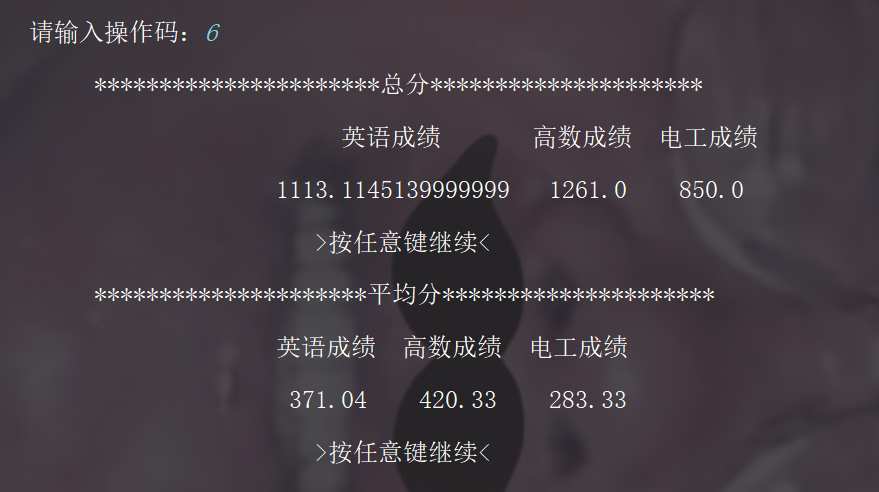 请输入操作码：6
**********************总分*********************
英语成绩 高数成绩 电工成绩
1113.1145139999999 1261.0 850.0
>按任意键继续<
*********************平均分*********************
英语成绩 高数成绩 电工成绩
371.04 420.33 283.33
>按任意键继续<